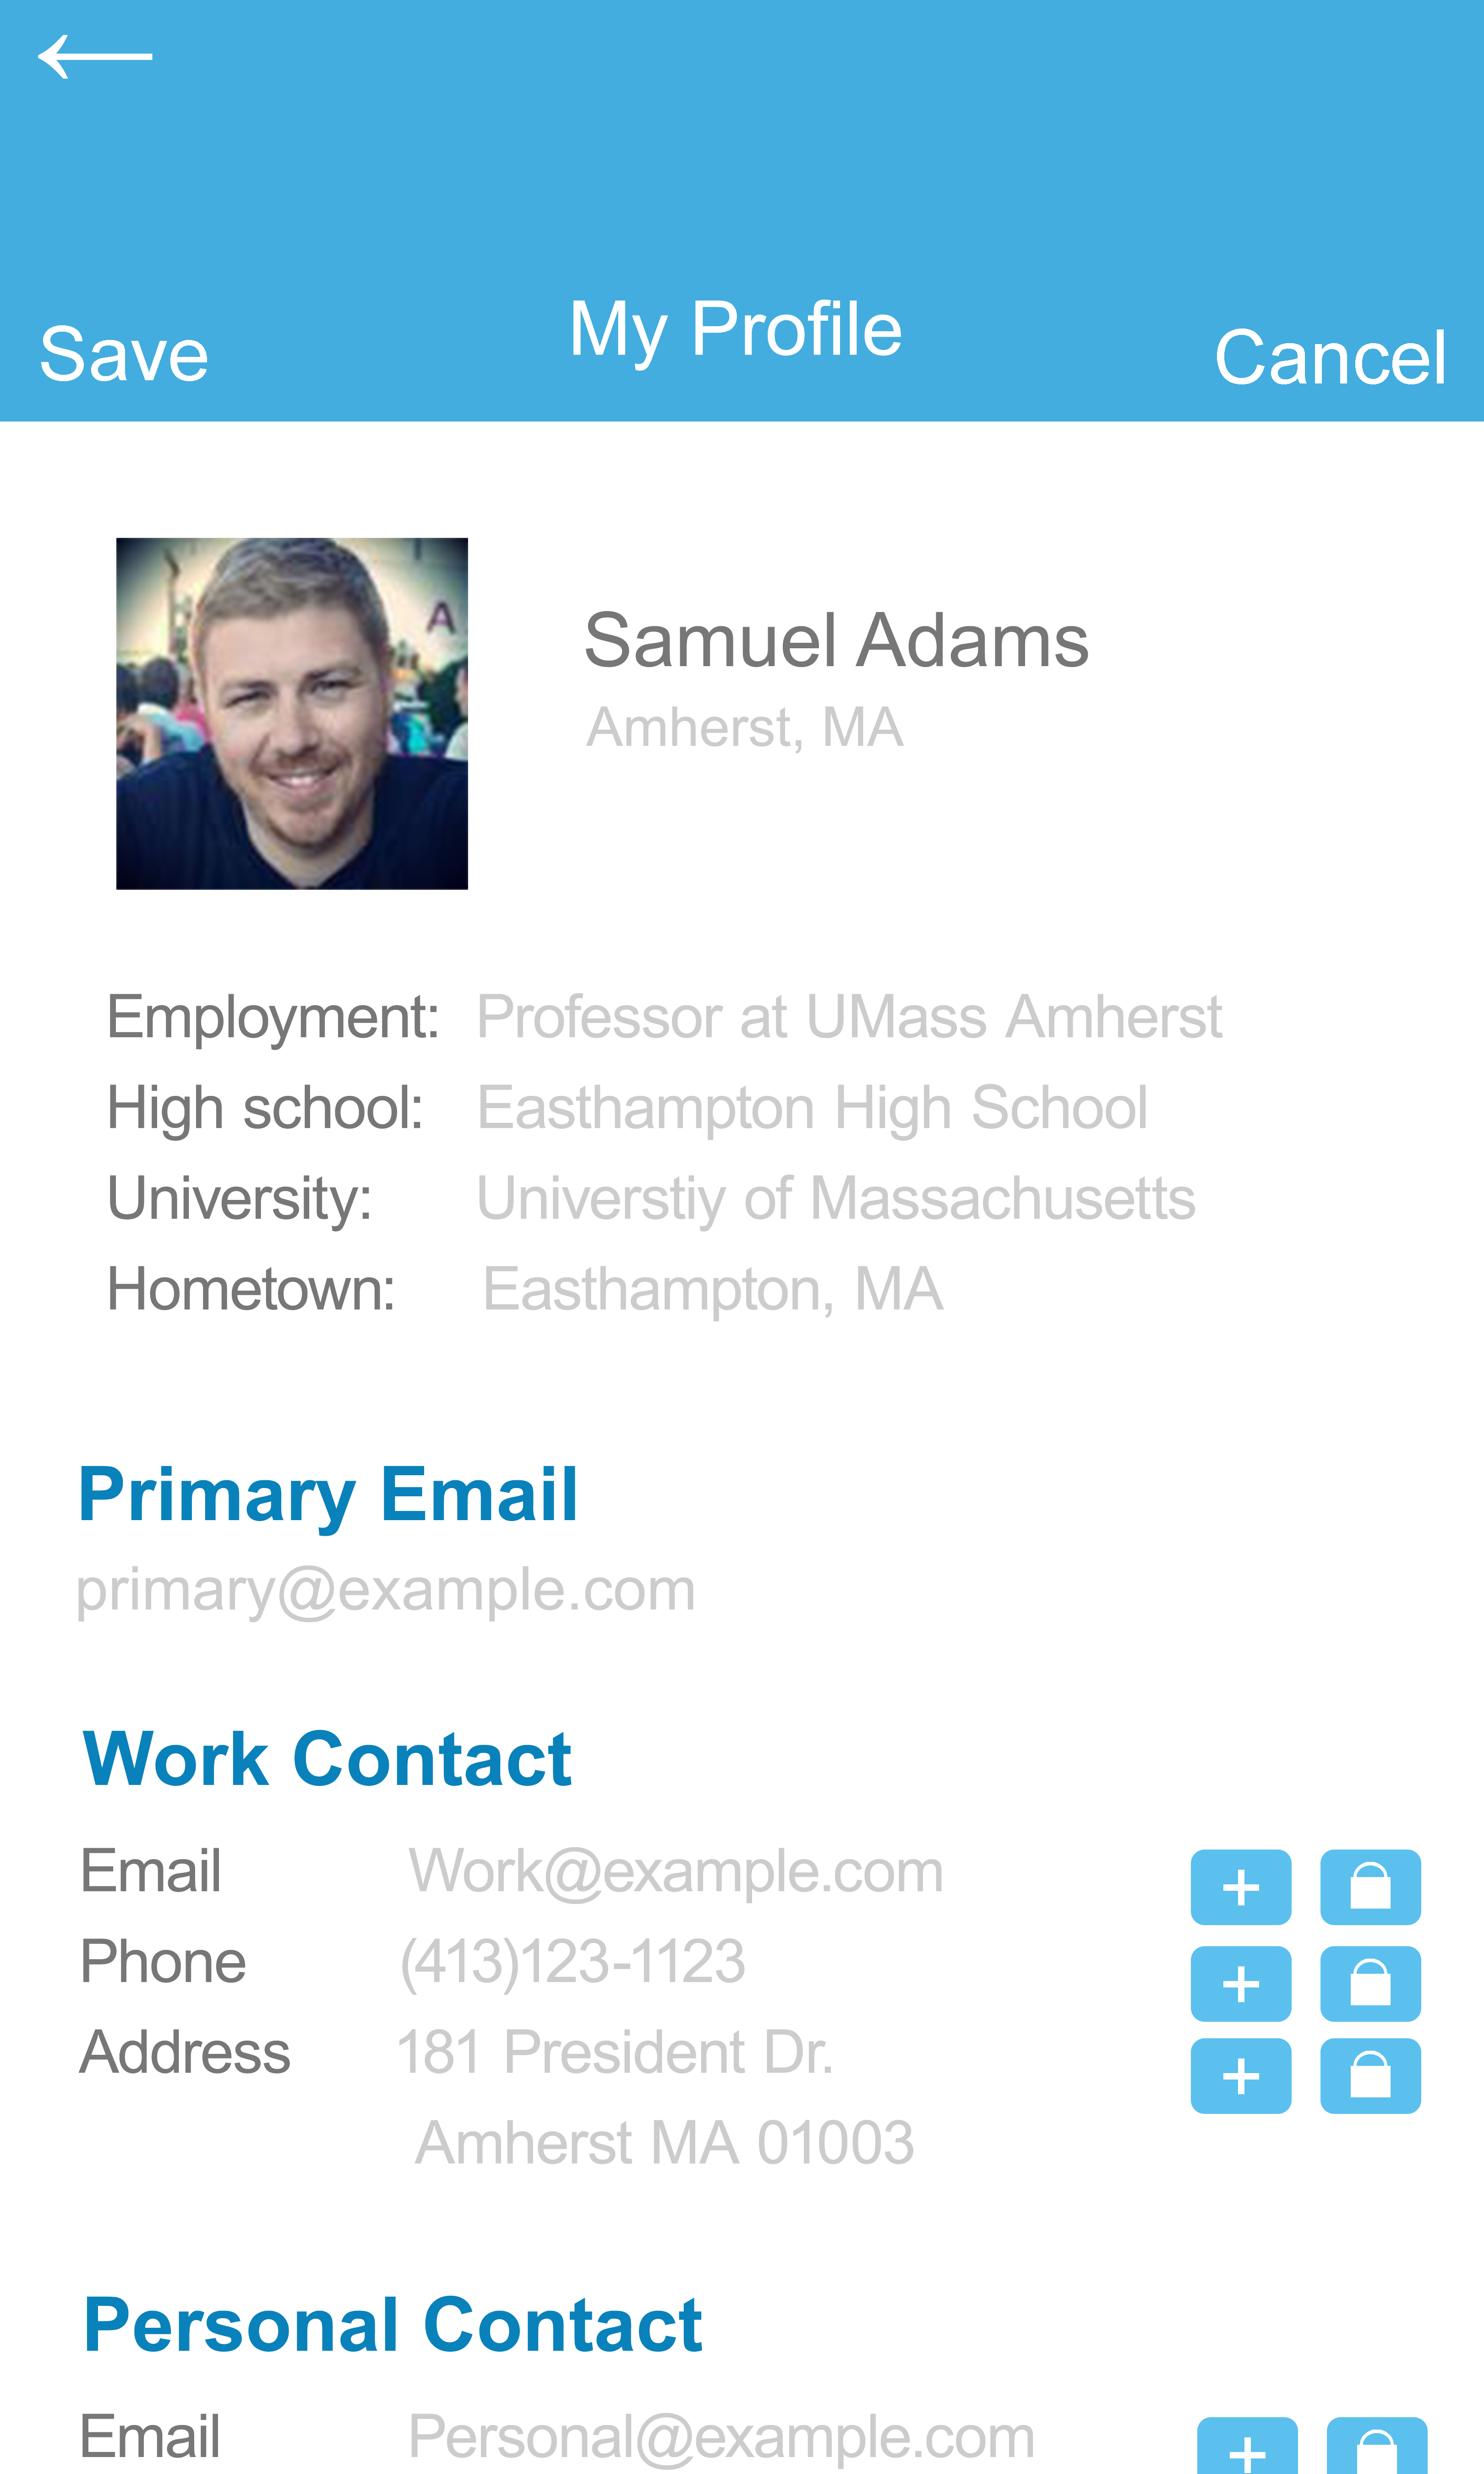 My Profile
Save
Cancel
A
Samuel Adams
Amherst, MA
Employment: Professor at UMass Amherst
High school: Easthampton High School
University: Universtiy of Massachusetts
Hometown: Easthampton, MA
Primary Email
primary@example.com
Work Contact
Email Work@example.com
Phone (413)123-1123
Address 181 President Dr.
Amherst MA 01003
Personal Contact
Email Personal@example.com